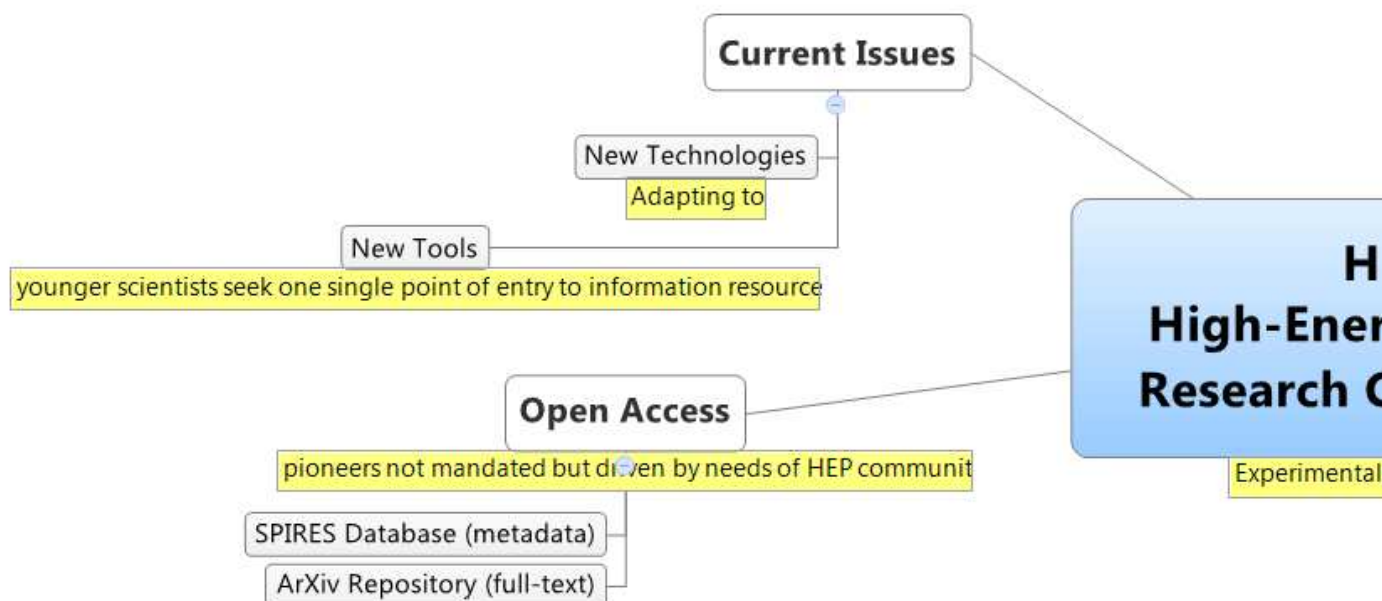 Current Issues
New Technologies
Adapting to
New Tools
younger scientists seek one single point of entry to information resource
H
High-Ener
Research C
Experimental
Open Access
pioneers not mandated but driven by needs of HEP communit
SPIRES Database (metadata)
ArXiv Repository (full-text)